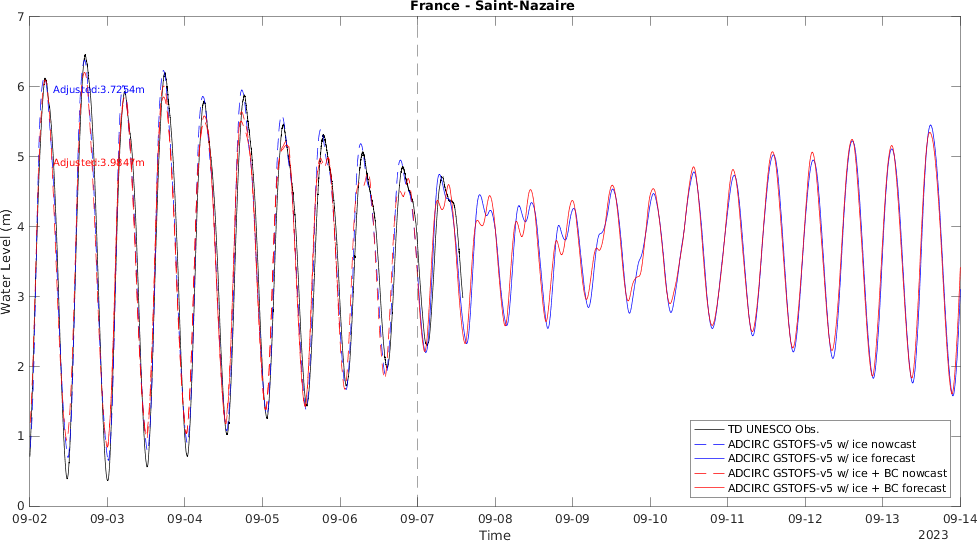 France - Saint-Nazaire
7
6
5
4
3
2
1
0
Water Level (m)
Adjusted:3.7254m
Adjusted:3.9847m
TD UNESCO Obs.
ADCIRC GSTOFS-v5 w/ ice nowcast
ADCIRC GSTOFS-v5 w/ ice forecast
ADCIRC GSTOFS-v5 w/ ice + BC nowcast
ADCIRC GSTOFS-v5 w/ ice + BC forecast
09-02 09-03 09-04 09-05 09-06 09-07 09-08 09-09 09-10 09-11 09-12 09-13 09-14
Time
2023